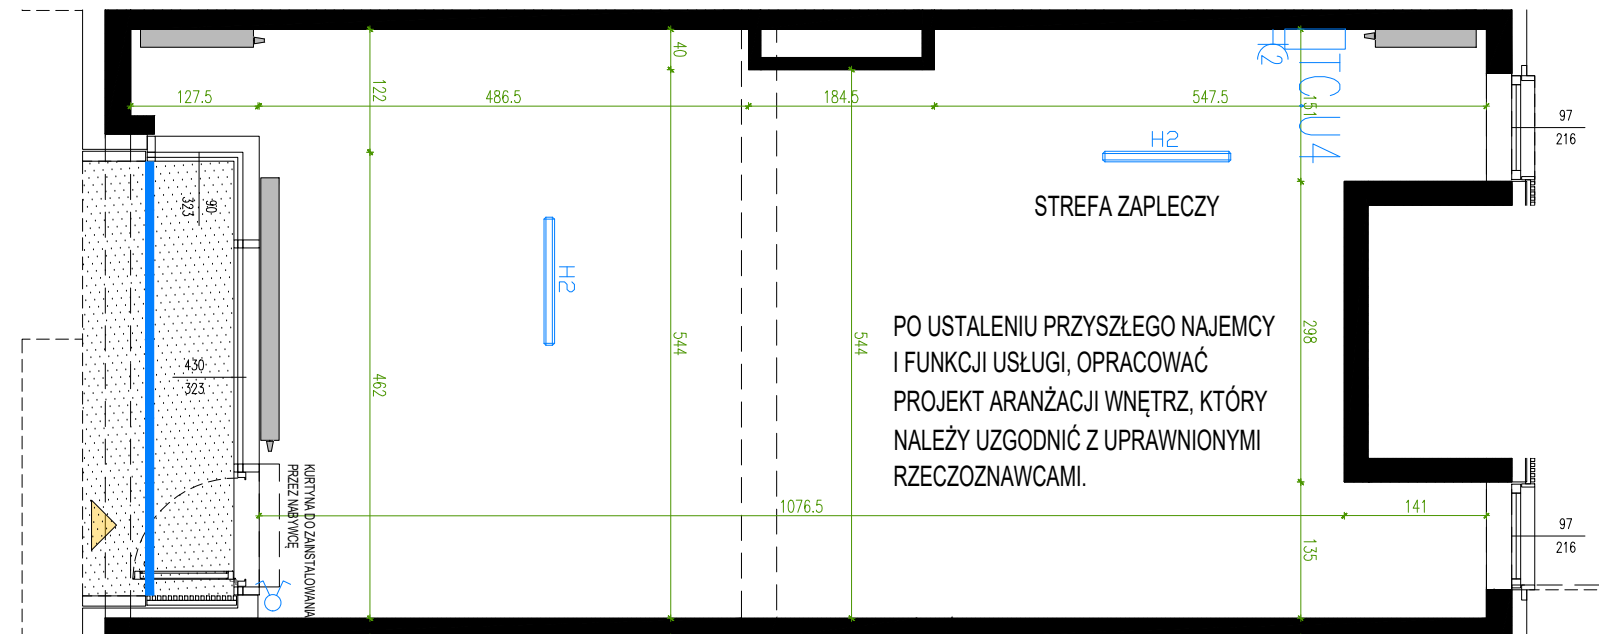 127.5
122
486.5
40
184.5
547.5
H2
151
TCU4
97
216
H2
STREFA ZAPLECZY
90
323
H2
430
323
462
544
544
298
PO USTALENIU PRZYSZŁEGO NAJEMCY
I FUNKCJI USŁUGI, OPRACOWAĆ
PROJEKT ARANŻACJI WNĘTRZ, KTÓRY
NALEŻY UZGODNIĆ Z UPRAWNIONYMI
RZECZOZNAWCAMI.
KURTYNA DO ZAINSTALOWANIA
PRZEZ NABYWCĘ
1076.5
141
135
97
216